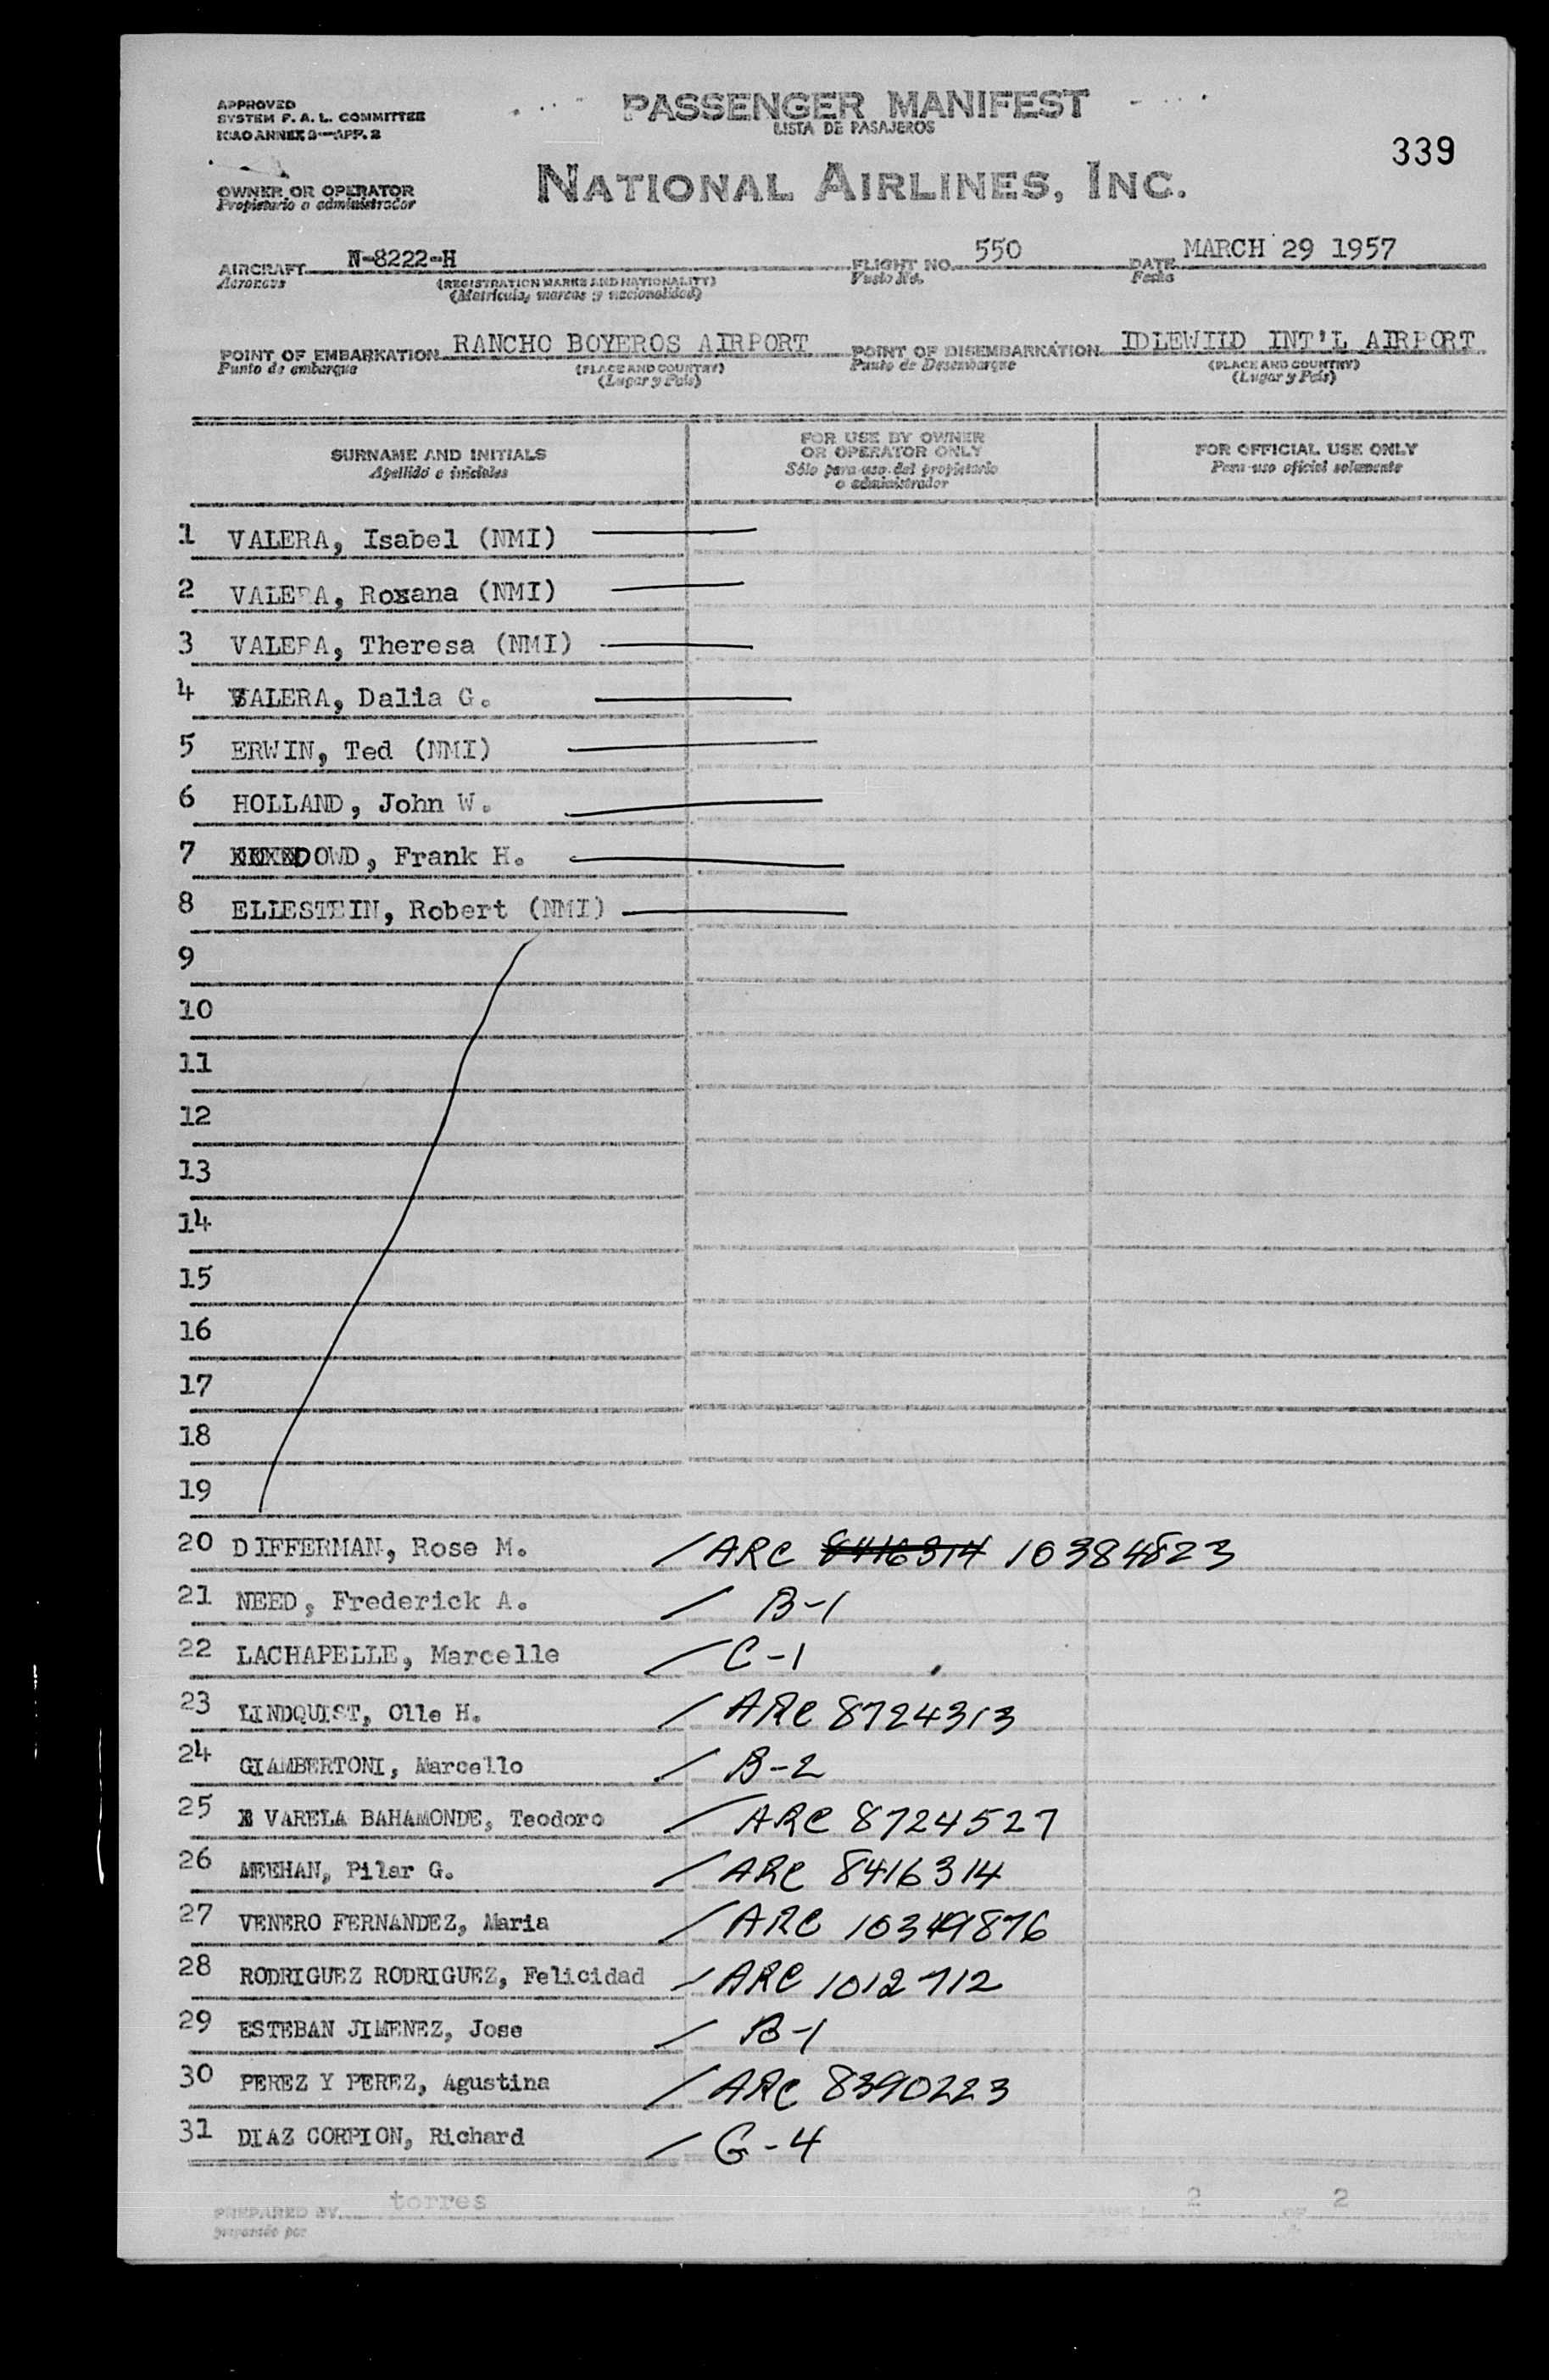 APPROVED
SYSTEM F. A. L. COMMITTEE
ICAO ANNEX 9—APP. 2
PASSENGER MANIFEST
LISTA DE PASAJEROS
339
OWNER OR OPERATOR
Propietario o administrador
NATIONAL AIRLINES, INC.
AIRCRAFT N-8222-H FLIGHT NO. 550 DATE MARCH 29 1957
Aeronave (REGISTRATION MARKS AND NATIONALITY) Vuelo No. Fecha
(Matricula, marcas y nacionalidad)
POINT OF EMBARKATION RANCHO BOYEROS AIRPORT POINT OF DISEMBARKATION IDLEWIID INT'L AIRPORT
Punto de embarque (PLACE AND COUNTRY) Punto de Desembarque (PLACE AND COUNTRY)
(Lugar y País) (Lugar y País)
SURNAME AND INITIALS
Apellido e iniciales
FOR USE BY OWNER
OR OPERATOR ONLY
Sólo para uso del propietario
o administrador
FOR OFFICIAL USE ONLY
Para uso oficial solamente
1 VALERA, Isabel (NMI)
2 VALERA, Roxana (NMI)
3 VALERA, Theresa (NMI)
4 VALERA, Dalia G.
5 ERWIN, Ted (NMI)
6 HOLLAND, John W.
7 DOWD, Frank H.
8 ELLESTEIN, Robert (NMI)
9
10
11
12
13
14
15
16
17
18
19
20 DIFFERMAN, Rose M. / ARC 8416314 10384823
21 NEED, Frederick A. / B-1
22 LACHAPELLE, Marcelle / C-1
23 LINDQUIST, Olle H. / ARC 8724313
24 GIAMBERTONI, Marcello / B-2
25 VARELA BAHAMONDE, Teodoro / ARC 8724527
26 MEEHAN, Pilar G. / ARC 8416314
27 VENERO FERNANDEZ, Maria / ARC 10349876
28 RODRIGUEZ RODRIGUEZ, Felicidad / ARC 1012712
29 ESTEBAN JIMENEZ, Jose / B-1
30 PEREZ Y PEREZ, Agustina / ARC 8390223
31 DIAZ CORPION, Richard / G-4
PREPARED BY torres 2 OF 2
preparado por